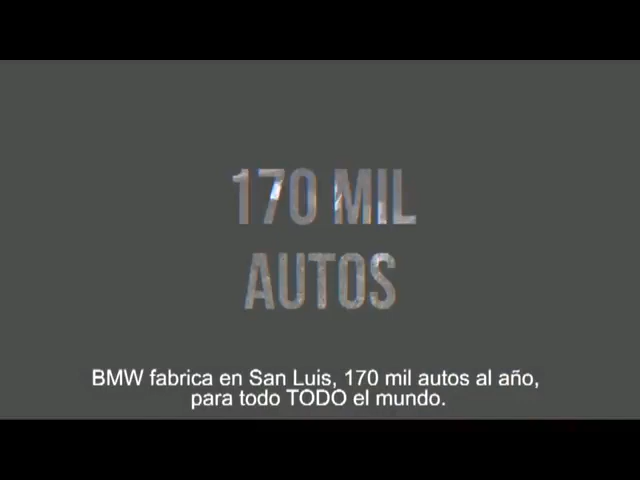 170 MIL
AUTOS
BMW fabrica en San Luis, 170 mil autos al año,
para todo TODO el mundo.